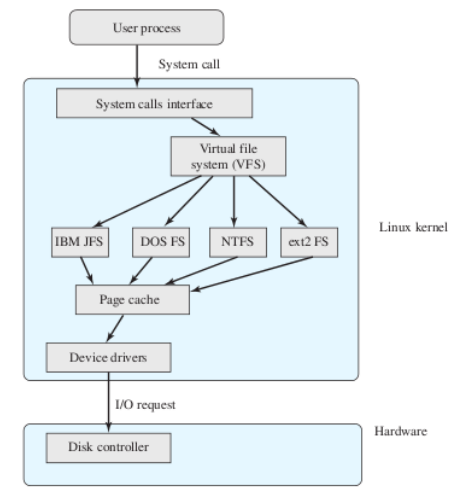 User process
System call
System calls interface
Virtual file
system (VFS)
Linux kernel
IBM JFS
DOS FS
NTFS
ext2 FS
Page cache
Device drivers
I/O request
Hardware
Disk controller